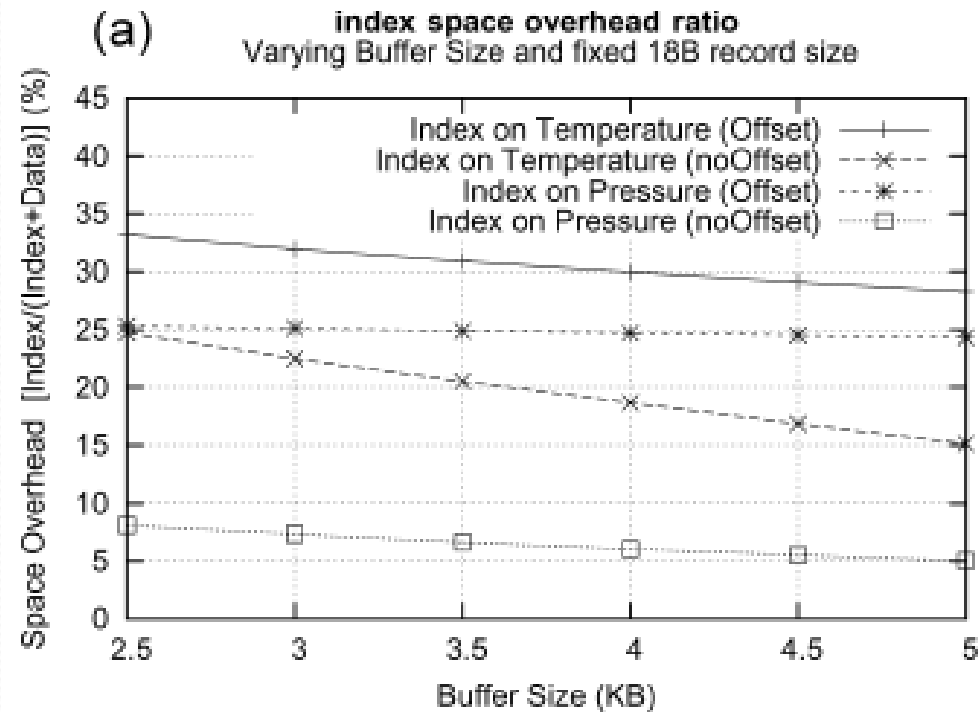 (a)
index space overhead ratio
Varying Buffer Size and fixed 18B record size
Space Overhead [Index/(Index+Data)] (%)
45
40
35
30
25
20
15
10
5
0
Index on Temperature (Offset)
Index on Temperature (noOffset)
Index on Pressure (Offset)
Index on Pressure (noOffset)
2.5 3 3.5 4 4.5 5
Buffer Size (KB)